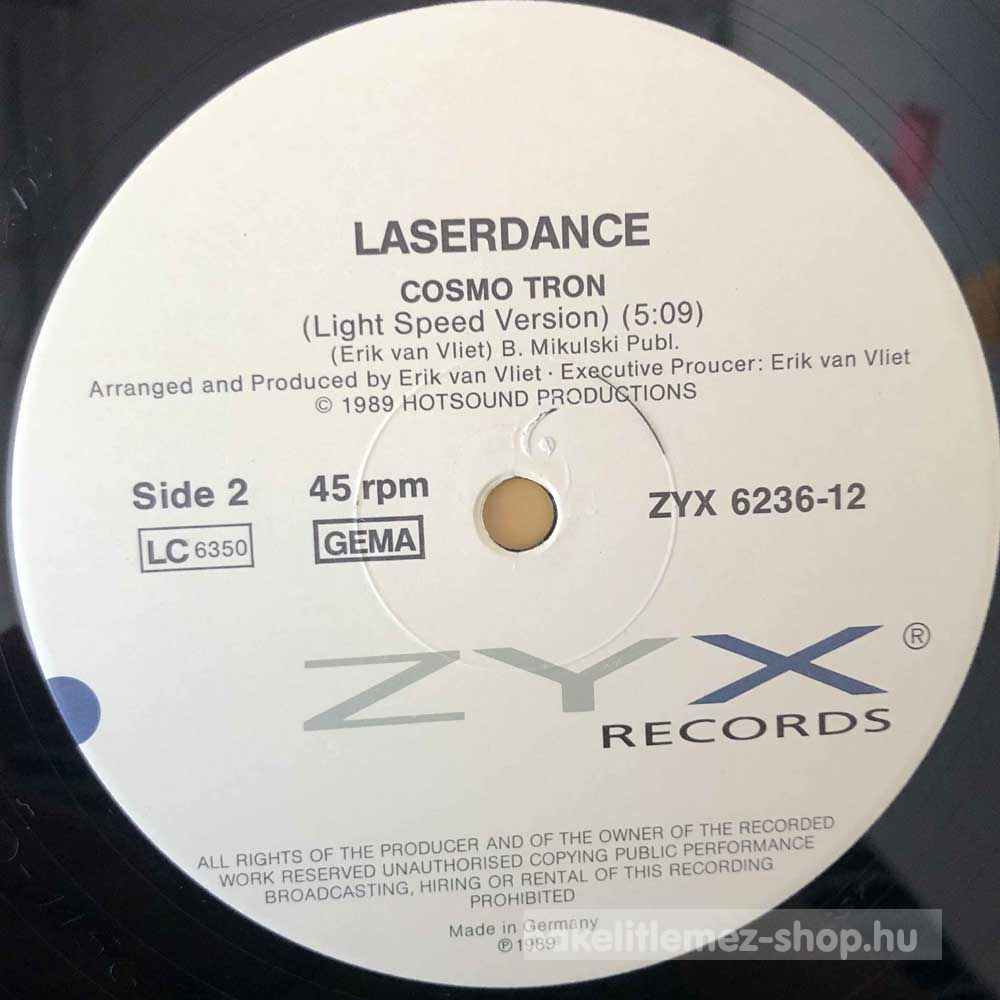 LASERDANCE
COSMO TRON
(Light Speed Version) (5:09)
(Erik van Vliet) B. Mikulski Publ.
Arranged and Produced by Erik van Vliet · Executive Proucer: Erik van Vliet
© 1989 HOTSOUND PRODUCTIONS
Side 2 45 rpm ZYX 6236-12
LC 6350 GEMA
ZYX ®
RECORDS
ALL RIGHTS OF THE PRODUCER AND OF THE OWNER OF THE RECORDED
WORK RESERVED UNAUTHORISED COPYING PUBLIC PERFORMANCE
BROADCASTING, HIRING OR RENTAL OF THIS RECORDING
PROHIBITED
Made in Germany
℗ 1989
bakelitlemez-shop.hu